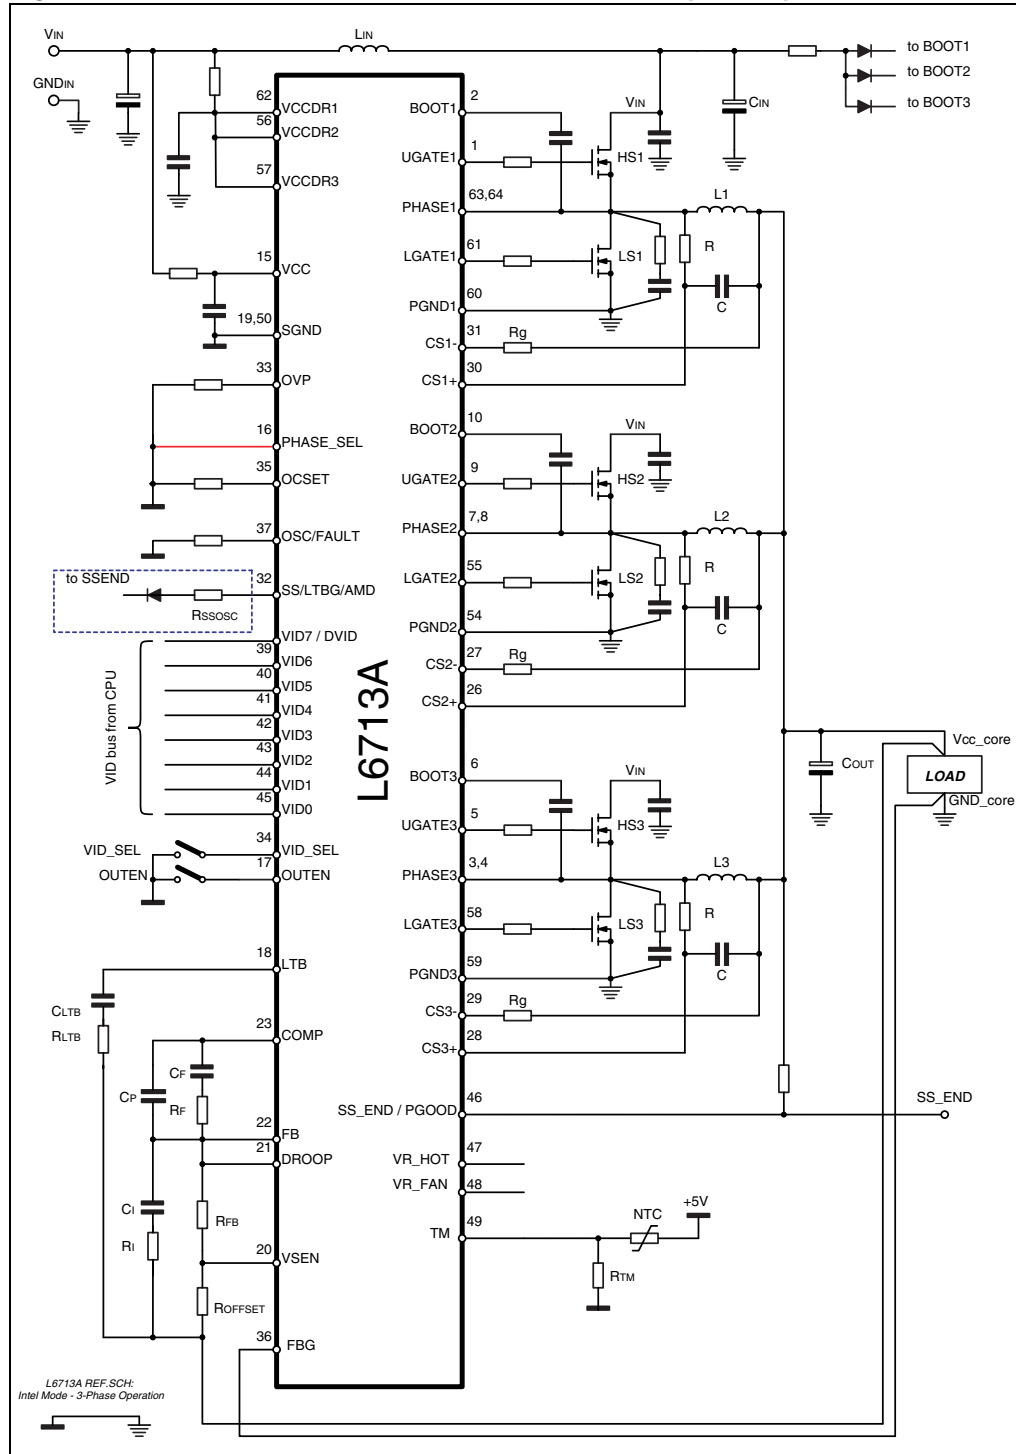 VIN
LIN
to BOOT1
GNDIN
to BOOT2
to BOOT3
CIN
62
VCCDR1
56
VCCDR2
57
VCCDR3
15
VCC
19,50
SGND
33
OVP
16
PHASE_SEL
35
OCSET
37
OSC/FAULT
to SSEND
32
SS/LTBG/AMD
RSSOSC
VID bus from CPU
VID7 / DVID
39
VID6
40
VID5
41
VID4
42
VID3
43
VID2
44
VID1
45
VID0
VID_SEL
34
VID_SEL
OUTEN
17
OUTEN
18
LTB
CLTB
RLTB
23
COMP
CF
CP
RF
22
FB
21
DROOP
CI
RFB
RI
20
VSEN
ROFFSET
36
FBG
L6713A
BOOT1
2
VIN
UGATE1
1
HS1
PHASE1
63,64
L1
LGATE1
61
LS1
R
PGND1
60
C
CS1-
31
Rg
CS1+
30
BOOT2
10
VIN
UGATE2
9
HS2
PHASE2
7,8
L2
LGATE2
55
LS2
R
PGND2
54
C
CS2-
27
Rg
CS2+
26
BOOT3
6
VIN
UGATE3
5
HS3
PHASE3
3,4
L3
LGATE3
58
LS3
R
PGND3
59
C
CS3-
29
Rg
CS3+
28
COUT
Vcc_core
LOAD
GND_core
SS_END / PGOOD
46
SS_END
VR_HOT
47
VR_FAN
48
TM
49
NTC
+5V
RTM
L6713A REF.SCH:
Intel Mode - 3-Phase Operation